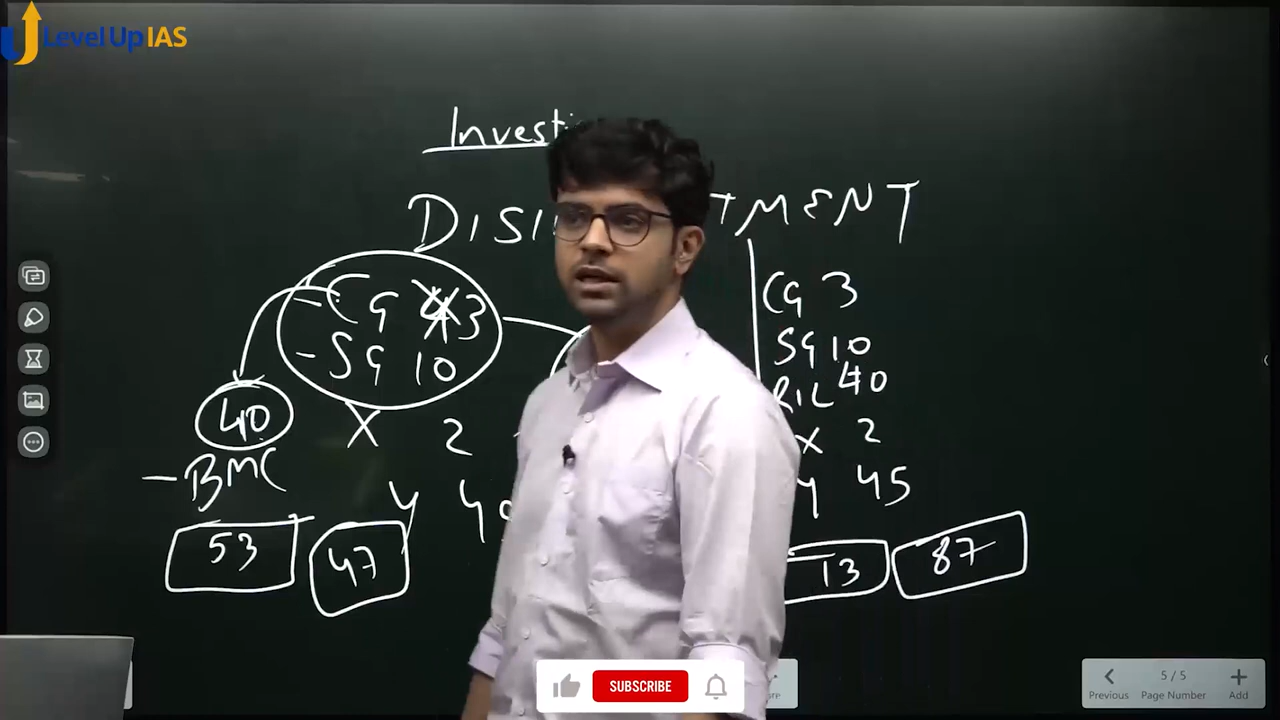 Level Up IAS
Investi
DISI TMENT
- CG 3
- SG 10
40
X 2
- BMC
Y
53 47
CG 3
SG 10
RIL 40
X 2
Y 45
13 87
SUBSCRIBE
Previous
5 / 5
Page Number
Add